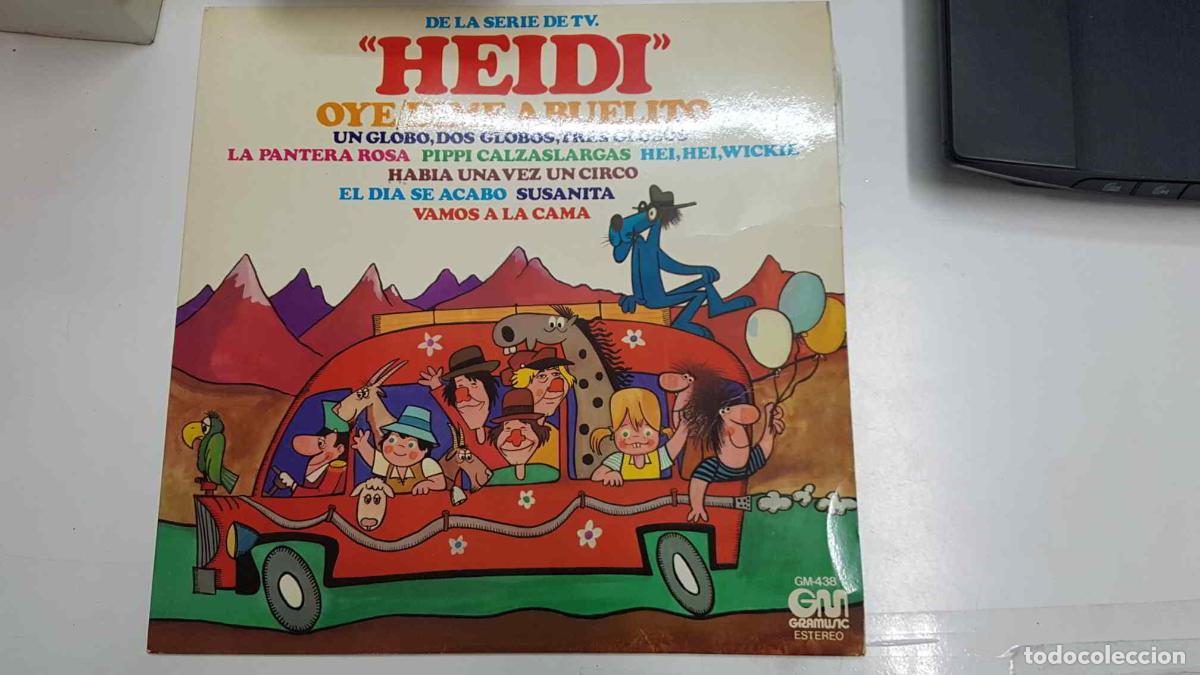 DE LA SERIE DE TV.
"HEIDI"
OYE DIME ABUELITO
UN GLOBO, DOS GLOBOS, TRES GLOBOS
LA PANTERA ROSA PIPPI CALZASLARGAS HEI, HEI, WICKIE
HABIA UNA VEZ UN CIRCO
EL DIA SE ACABO SUSANITA
VAMOS A LA CAMA
GM-438
GM
GRAMUSIC
ESTEREO
todocoleccion